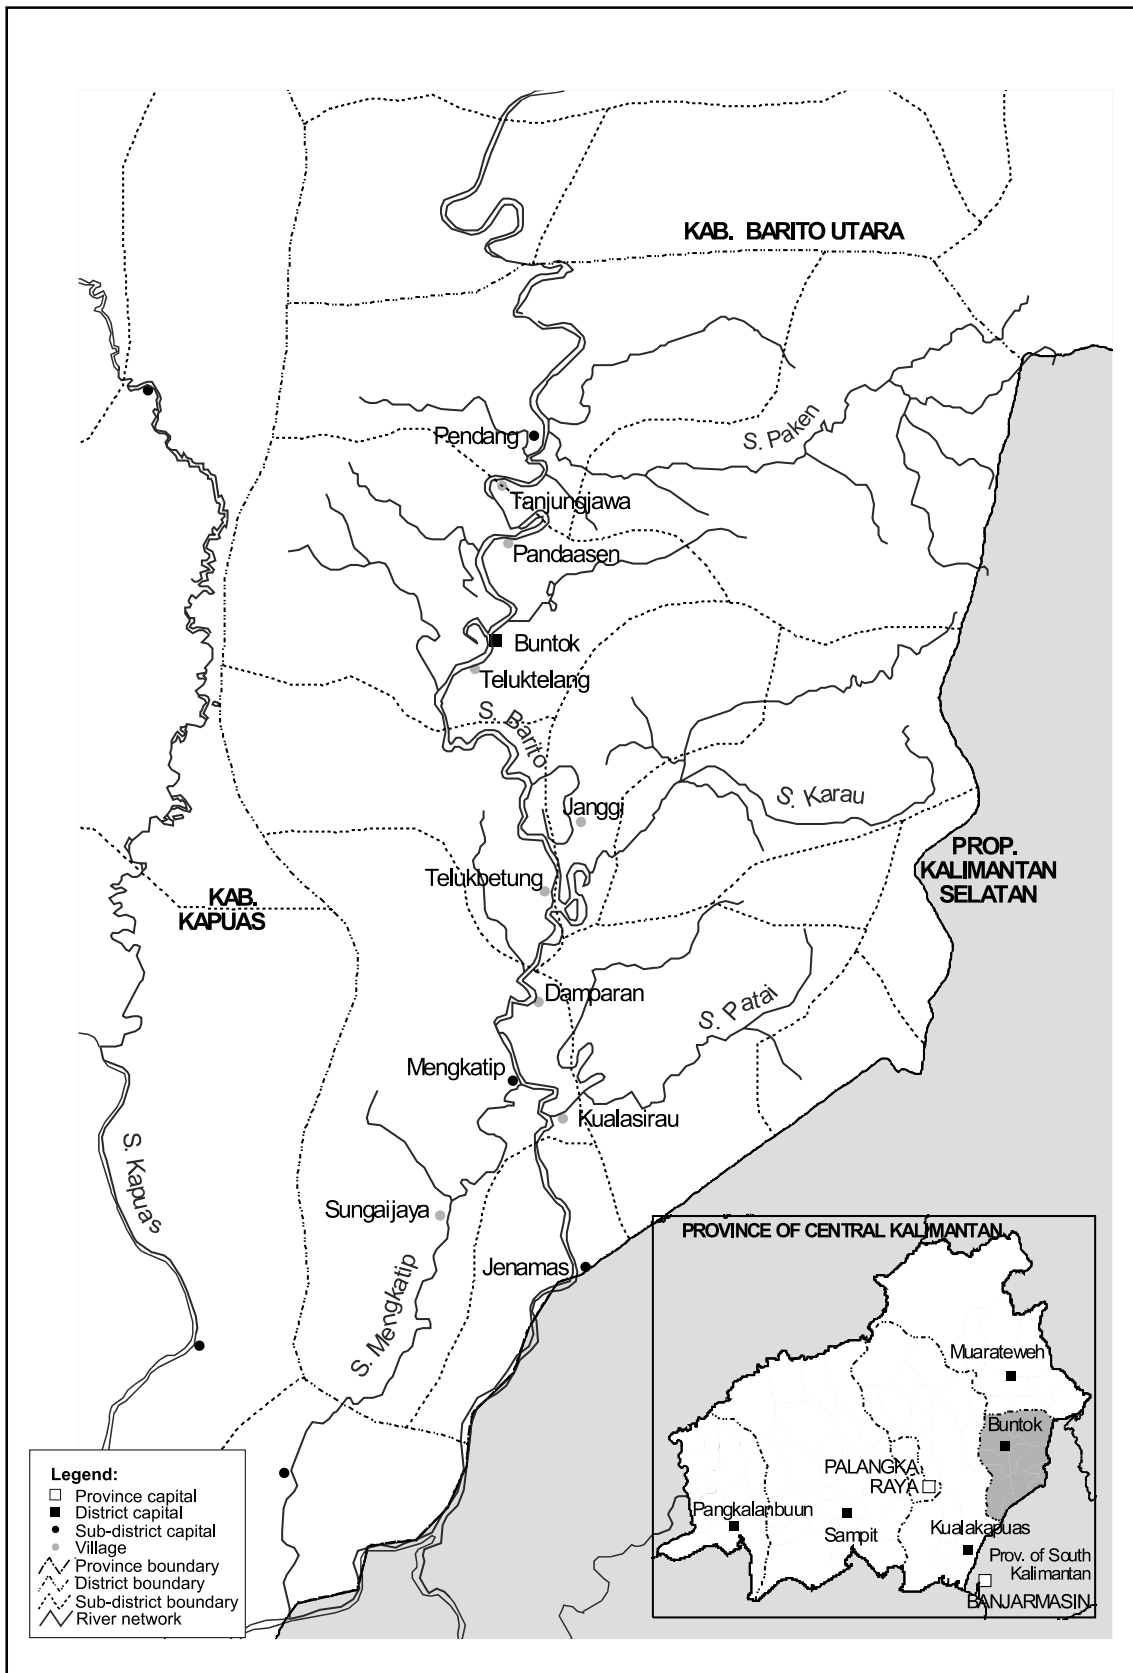 KAB. BARITO UTARA
S. Paken
Pendang
Tanjungjawa
Pandaasen
Buntok
Teluktelang
S. Barito
Janggi
S. Karau
PROP.
KALIMANTAN
SELATAN
Telukbetung
KAB.
KAPUAS
Damparan
S. Patai
Mengkatip
Kualasirau
S. Kapuas
Sungaijaya
Jenamas
S. Mengkatip
PROVINCE OF CENTRAL KALIMANTAN
Muarateweh
Buntok
PALANGKA
RAYA
Pangkalanbuun
Sampit
Kualakapuas
Prov. of South
Kalimantan
BANJARMASIN
Legend:
Province capital
District capital
Sub-district capital
Village
Province boundary
District boundary
Sub-district boundary
River network